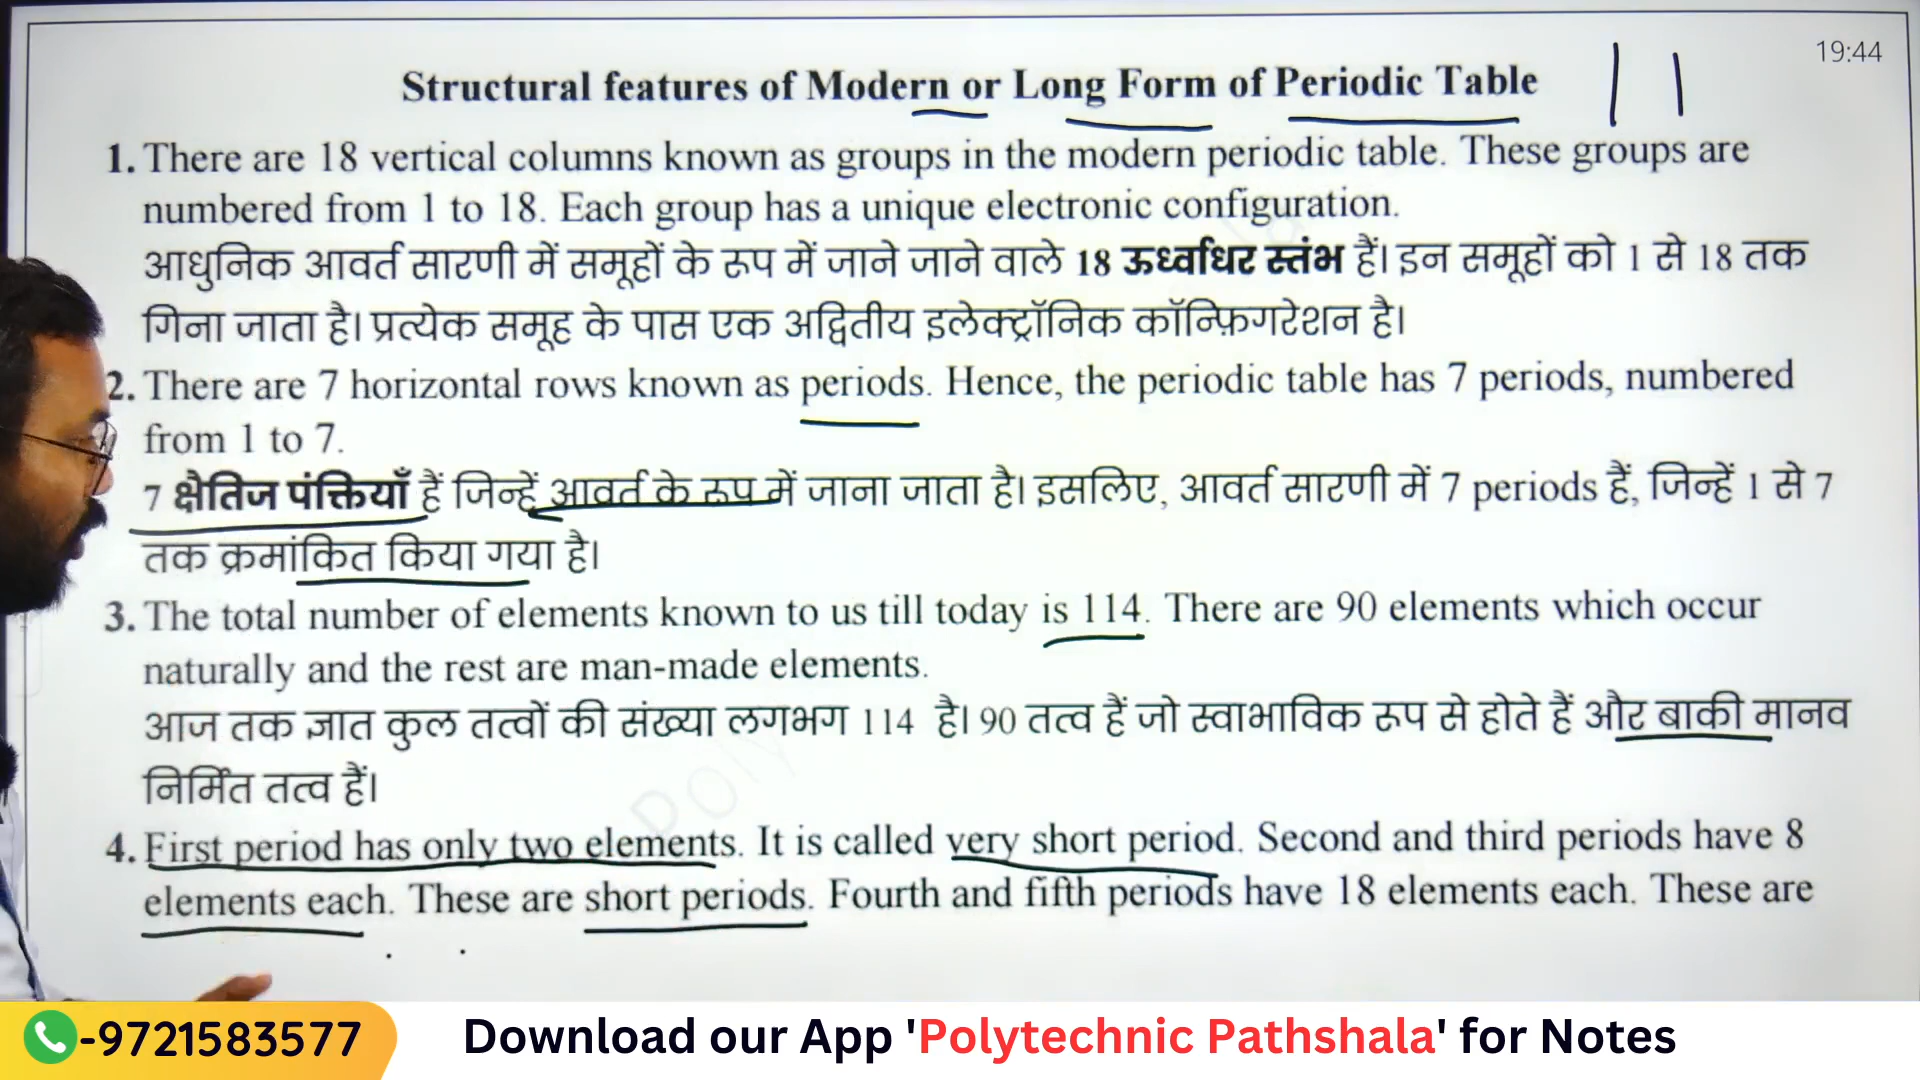 19:44
Structural features of Modern or Long Form of Periodic Table
1. There are 18 vertical columns known as groups in the modern periodic table. These groups are
numbered from 1 to 18. Each group has a unique electronic configuration.
आधुनिक आवर्त सारणी में समूहों के रूप में जाने जाने वाले 18 ऊर्ध्वाधर स्तंभ हैं। इन समूहों को 1 से 18 तक
गिना जाता है। प्रत्येक समूह के पास एक अद्वितीय इलेक्ट्रॉनिक कॉन्फ़िगरेशन है।
2. There are 7 horizontal rows known as periods. Hence, the periodic table has 7 periods, numbered
from 1 to 7.
7 क्षैतिज पंक्तियाँ हैं जिन्हें आवर्त के रूप में जाना जाता है। इसलिए, आवर्त सारणी में 7 periods हैं, जिन्हें 1 से 7
तक क्रमांकित किया गया है।
3. The total number of elements known to us till today is 114. There are 90 elements which occur
naturally and the rest are man-made elements.
आज तक ज्ञात कुल तत्वों की संख्या लगभग 114 है। 90 तत्व हैं जो स्वाभाविक रूप से होते हैं और बाकी मानव
निर्मित तत्व हैं।
4. First period has only two elements. It is called very short period. Second and third periods have 8
elements each. These are short periods. Fourth and fifth periods have 18 elements each. These are
-9721583577
Download our App 'Polytechnic Pathshala' for Notes